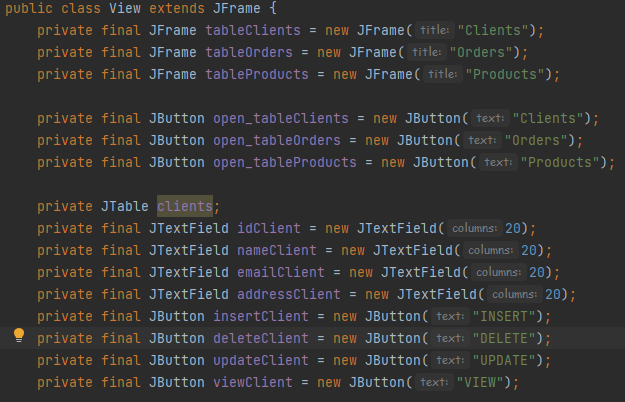 public class View extends JFrame {
private final JFrame tableClients = new JFrame( title: "Clients");
private final JFrame tableOrders = new JFrame( title: "Orders");
private final JFrame tableProducts = new JFrame( title: "Products");
private final JButton open_tableClients = new JButton( text: "Clients");
private final JButton open_tableOrders = new JButton( text: "Orders");
private final JButton open_tableProducts = new JButton( text: "Products");
private JTable clients;
private final JTextField idClient = new JTextField( columns: 20);
private final JTextField nameClient = new JTextField( columns: 20);
private final JTextField emailClient = new JTextField( columns: 20);
private final JTextField addressClient = new JTextField( columns: 20);
private final JButton insertClient = new JButton( text: "INSERT");
private final JButton deleteClient = new JButton( text: "DELETE");
private final JButton updateClient = new JButton( text: "UPDATE");
private final JButton viewClient = new JButton( text: "VIEW");